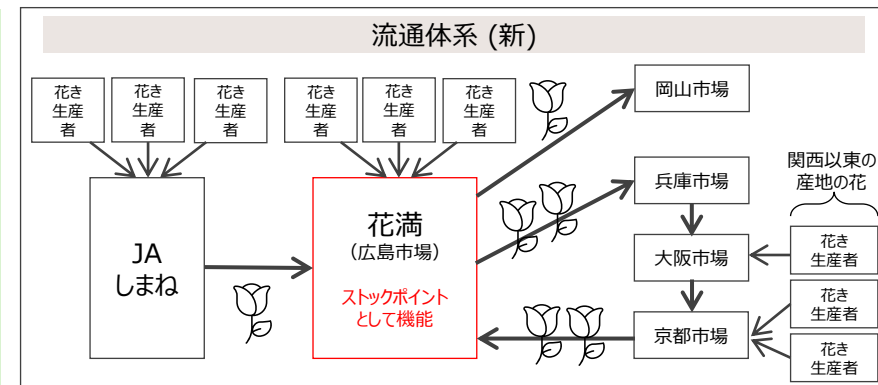 流通体系 (新)
花き
生産
者
花き
生産
者
花き
生産
者
花き
生産
者
花き
生産
者
花き
生産
者
岡山市場
JA
しまね
花満
(広島市場)
ストックポイント
として機能
兵庫市場
大阪市場
京都市場
関西以東の
産地の花
花き
生産者
花き
生産者
花き
生産者